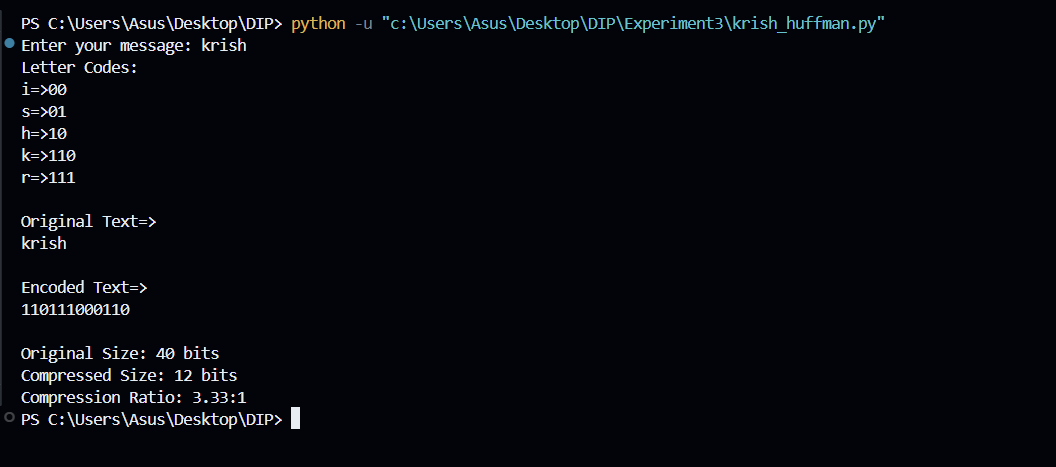 PS C:\Users\Asus\Desktop\DIP> python -u "c:\Users\Asus\Desktop\DIP\Experiment3\krish_huffman.py"
Enter your message: krish
Letter Codes:
i=>00
s=>01
h=>10
k=>110
r=>111
Original Text=>
krish
Encoded Text=>
110111000110
Original Size: 40 bits
Compressed Size: 12 bits
Compression Ratio: 3.33:1
PS C:\Users\Asus\Desktop\DIP>